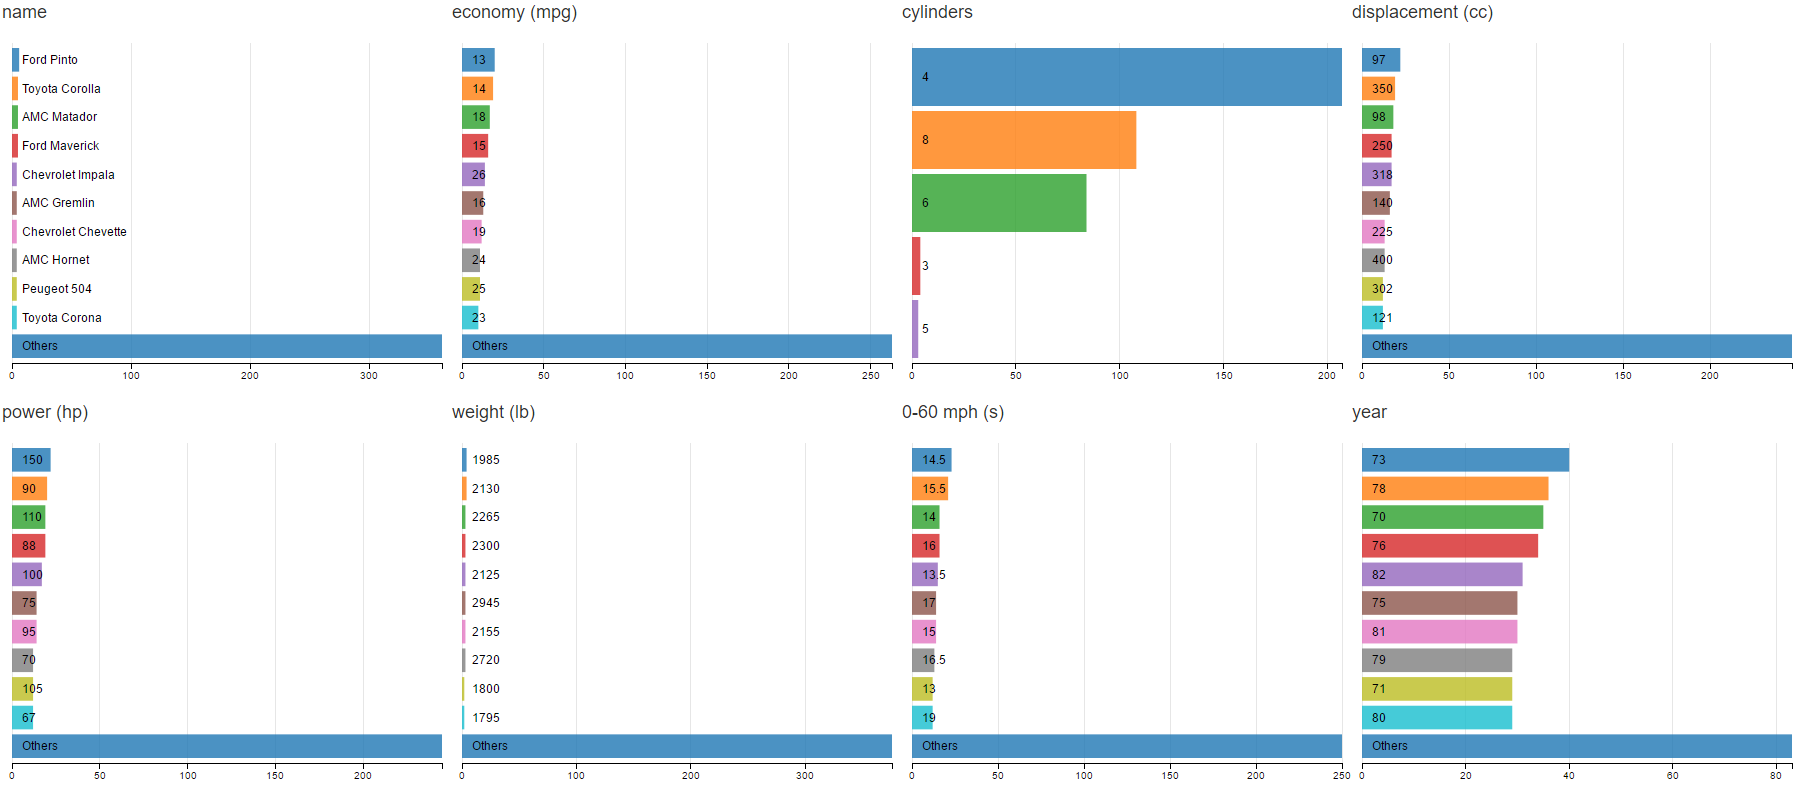 name
Ford Pinto
Toyota Corolla
AMC Matador
Ford Maverick
Chevrolet Impala
AMC Gremlin
Chevrolet Chevette
AMC Hornet
Peugeot 504
Toyota Corona
Others
0 100 200 300
economy (mpg)
13
14
18
15
26
16
19
24
25
23
Others
0 50 100 150 200 250
cylinders
4
8
6
3
5
0 50 100 150 200
displacement (cc)
97
350
98
250
318
140
225
400
302
121
Others
0 50 100 150 200
power (hp)
150
90
110
88
100
75
95
70
105
67
Others
0 50 100 150 200
weight (lb)
1985
2130
2265
2300
2125
2945
2155
2720
1800
1795
Others
0 100 200 300
0-60 mph (s)
14.5
15.5
14
16
13.5
17
15
16.5
13
19
Others
0 50 100 150 200 250
year
73
78
70
76
82
75
81
79
71
80
Others
0 20 40 60 80